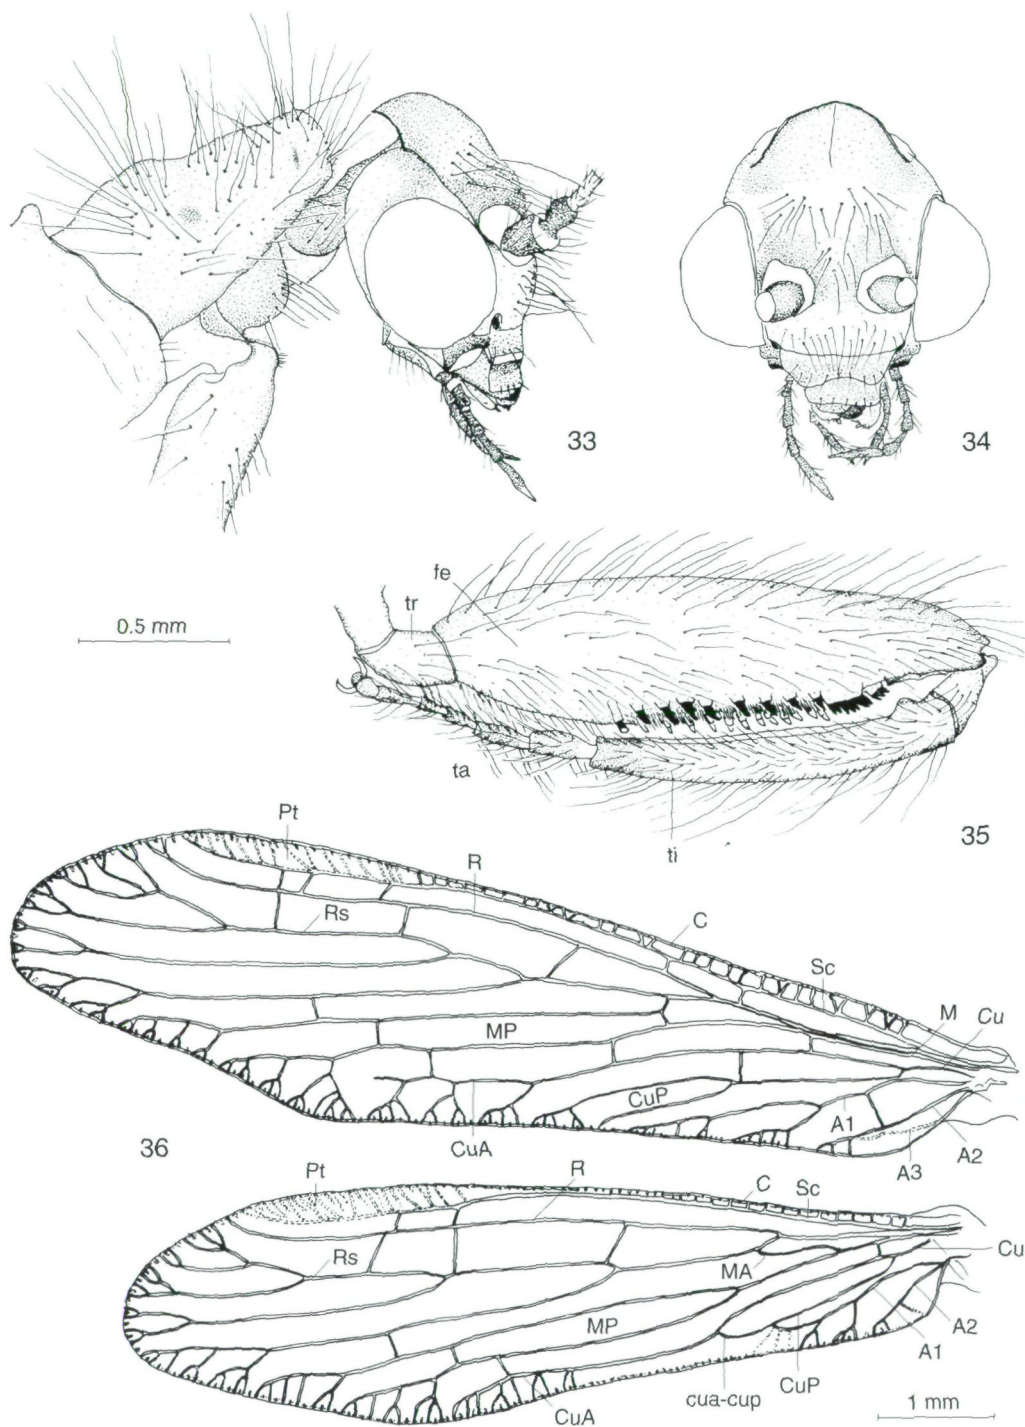 33
34
0.5 mm
fe
tr
ta
ti
35
Pt
R
Rs
C
Sc
M
Cu
MP
CuP
A1
A2
A3
CuA
36
Pt
R
C
Sc
Rs
MA
Cu
MP
A2
A1
CuP
cua-cup
CuA
1 mm